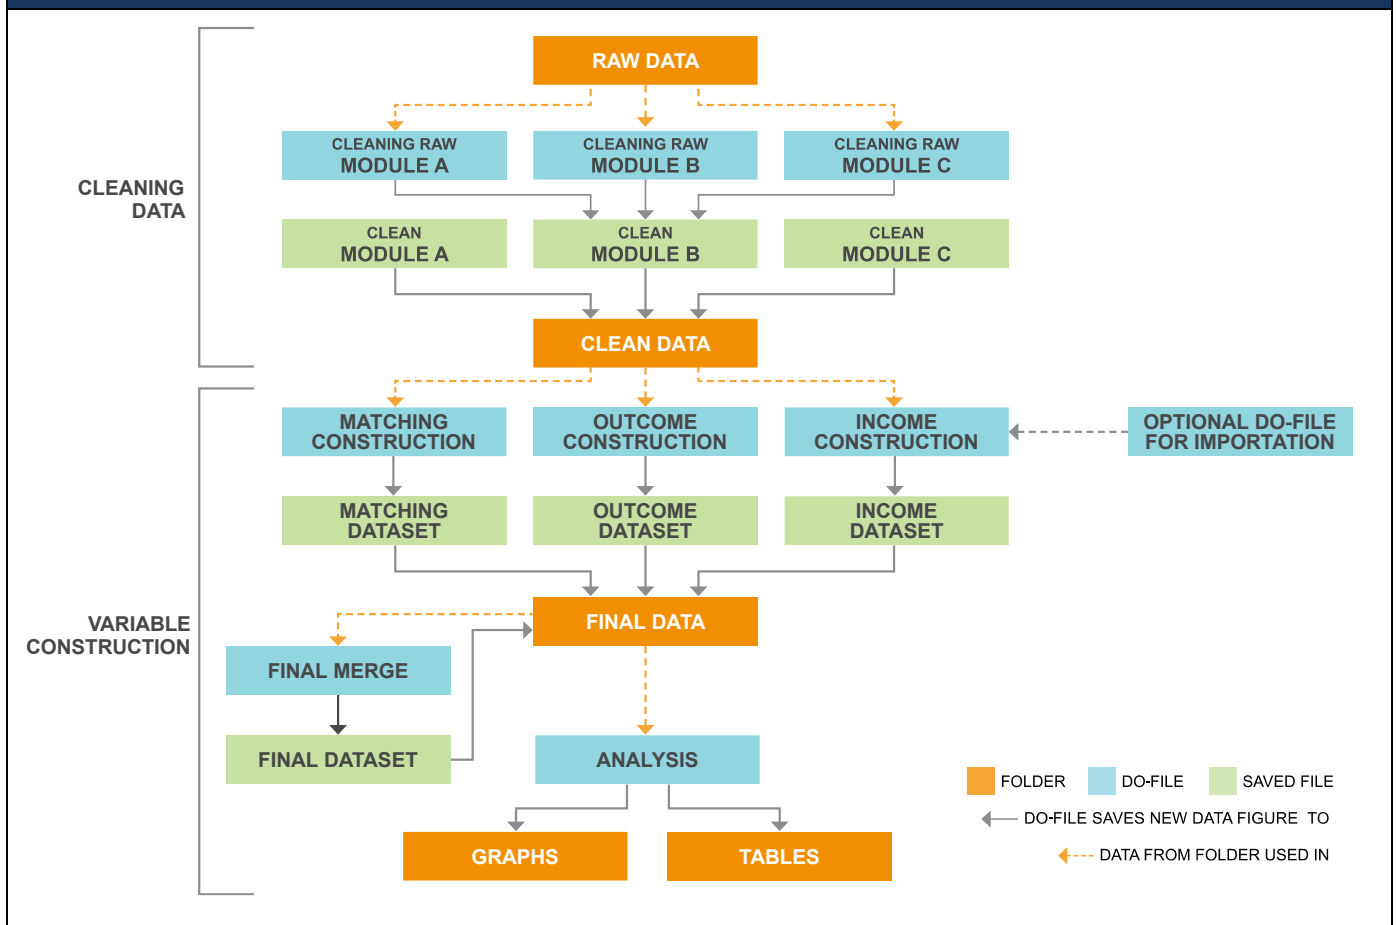 RAW DATA
CLEANING RAW
MODULE A
CLEANING RAW
MODULE B
CLEANING RAW
MODULE C
CLEANING
DATA
CLEAN
MODULE A
CLEAN
MODULE B
CLEAN
MODULE C
CLEAN DATA
MATCHING
CONSTRUCTION
OUTCOME
CONSTRUCTION
INCOME
CONSTRUCTION
OPTIONAL DO-FILE
FOR IMPORTATION
MATCHING
DATASET
OUTCOME
DATASET
INCOME
DATASET
VARIABLE
CONSTRUCTION
FINAL DATA
FINAL MERGE
FINAL DATASET
ANALYSIS
GRAPHS
TABLES
FOLDER
DO-FILE
SAVED FILE
DO-FILE SAVES NEW DATA FIGURE TO
DATA FROM FOLDER USED IN